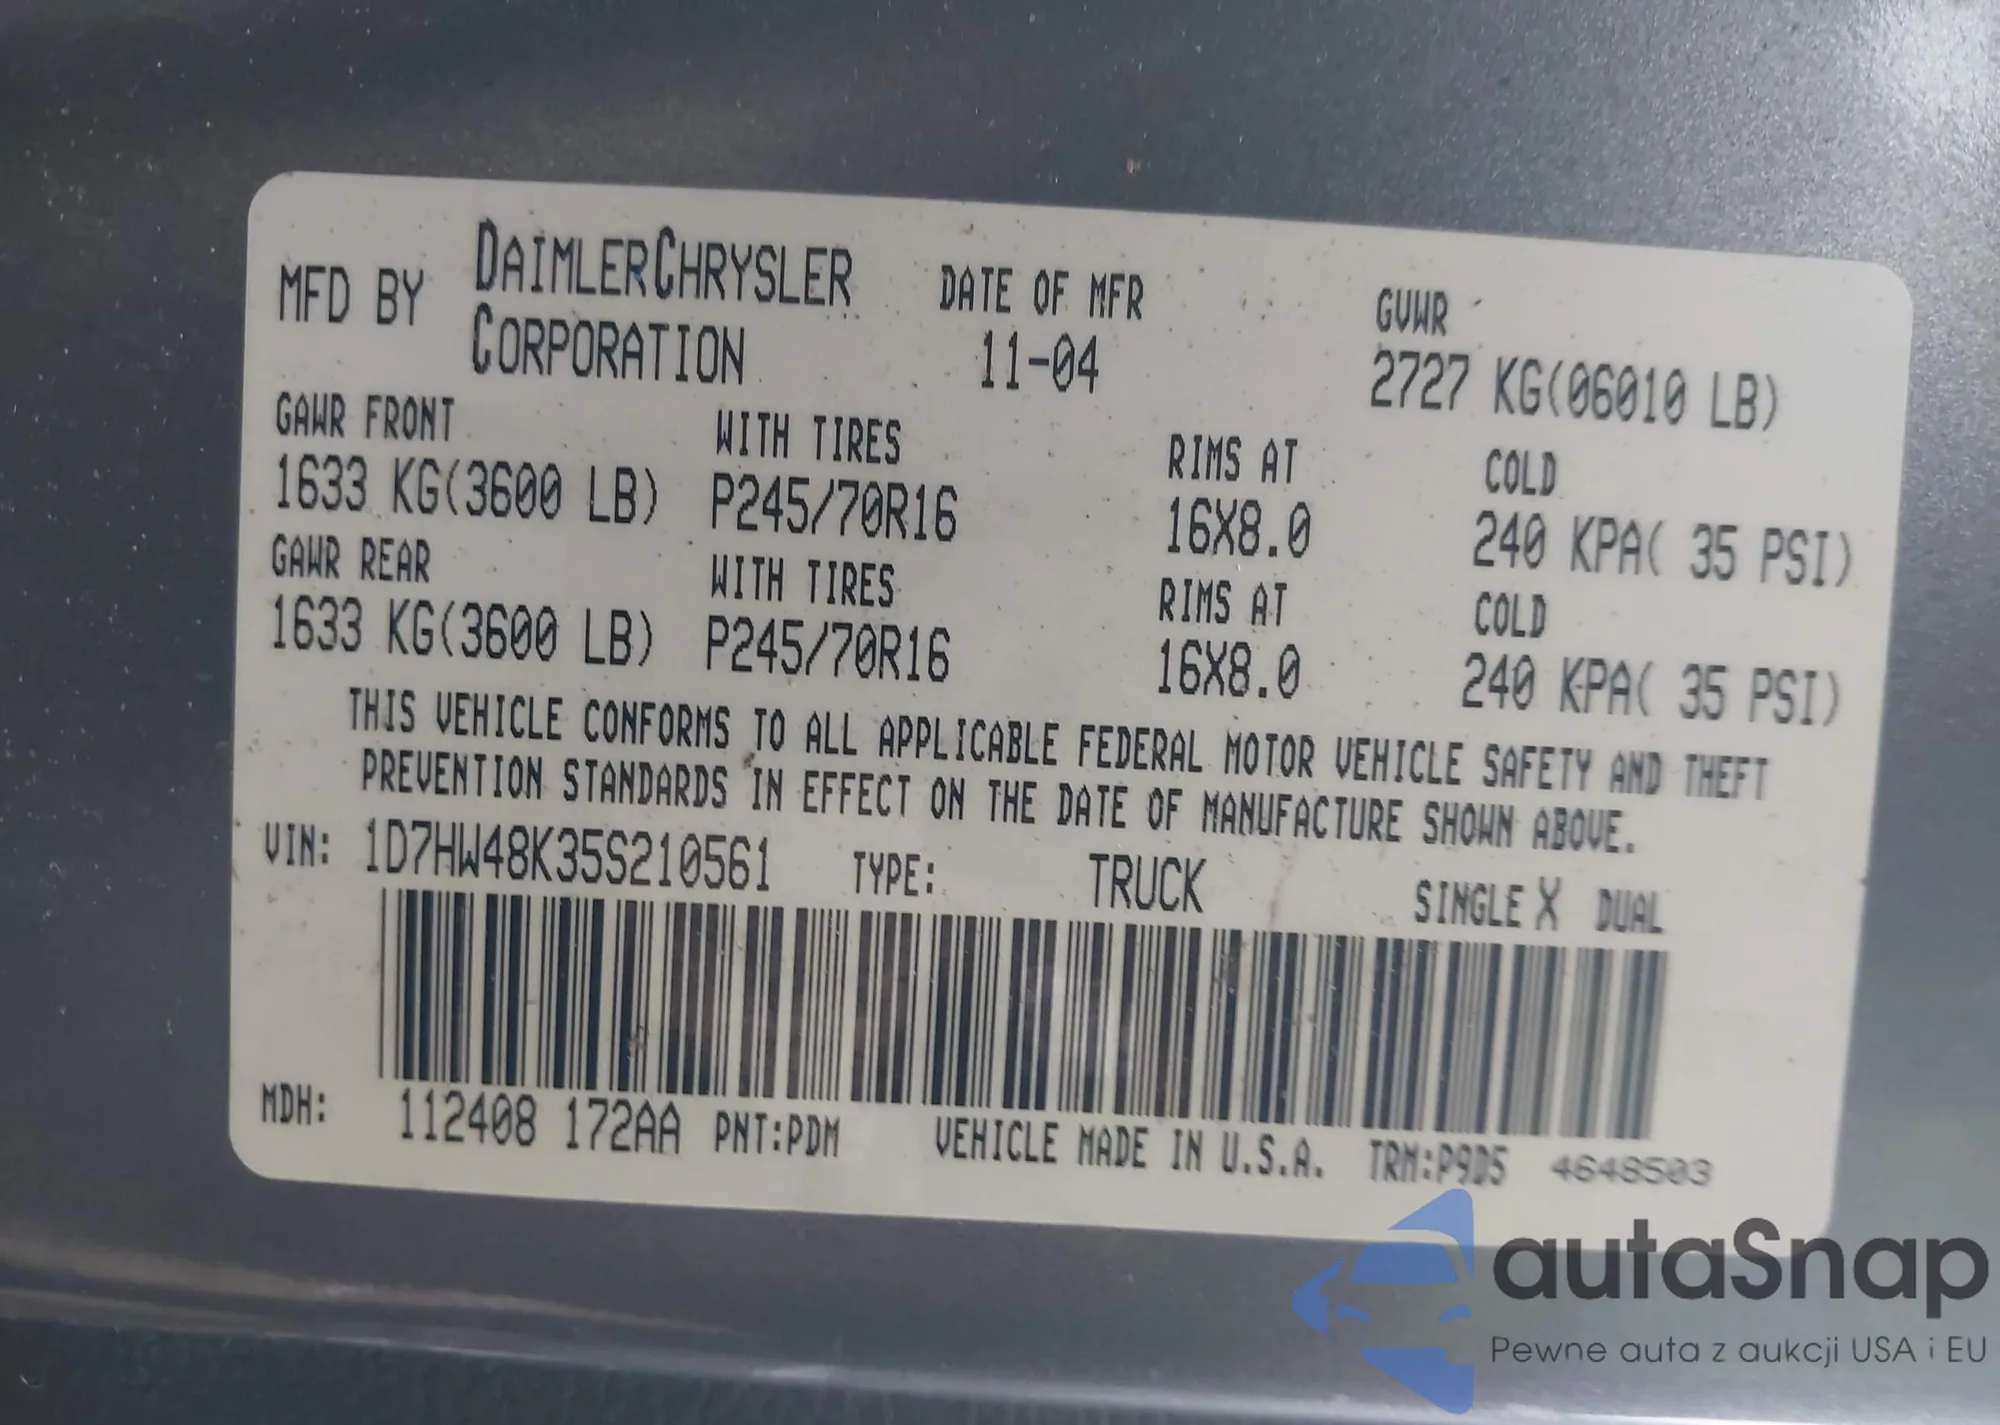 MFD BY DAIMLERCHRYSLER CORPORATION DATE OF MFR 11-04 GVWR 2727 KG(06010 LB)
GAWR FRONT WITH TIRES RIMS AT COLD
1633 KG(3600 LB) P245/70R16 16X8.0 240 KPA( 35 PSI)
GAWR REAR WITH TIRES RIMS AT COLD
1633 KG(3600 LB) P245/70R16 16X8.0 240 KPA( 35 PSI)
THIS VEHICLE CONFORMS TO ALL APPLICABLE FEDERAL MOTOR VEHICLE SAFETY AND THEFT
PREVENTION STANDARDS IN EFFECT ON THE DATE OF MANUFACTURE SHOWN ABOVE.
VIN: 1D7HW48K35S210561 TYPE: TRUCK SINGLE X DUAL
MDH: 112408 172AA PNT:PDM VEHICLE MADE IN U.S.A. TRM:P9D5 4648503
autaSnap
Pewne auta z aukcji USA i EU